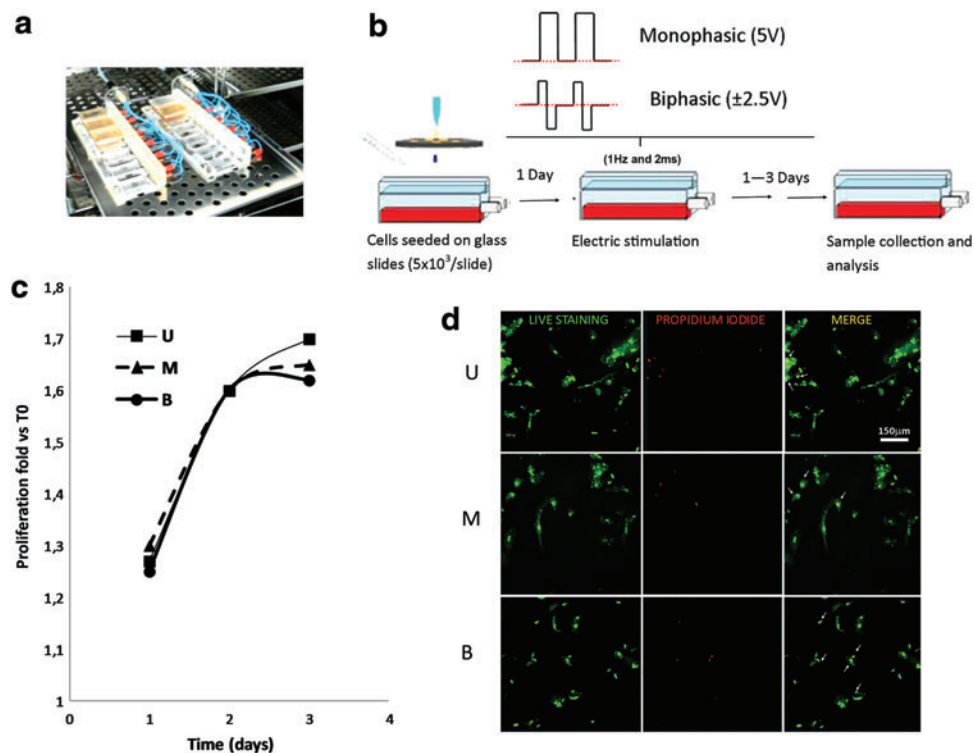 a
b
Monophasic (5V)
Biphasic (±2.5V)
(1Hz and 2ms)
1 Day
1—3 Days
Cells seeded on glass
slides (5x10³/slide)
Electric stimulation
Sample collection and
analysis
c
1,8
1,7
1,6
1,5
1,4
1,3
1,2
1,1
1
U
M
B
Proliferation fold vs T0
0
1
2
3
4
Time (days)
d
LIVE STAINING
PROPIDIUM IODIDE
MERGE
U
150µm
M
B